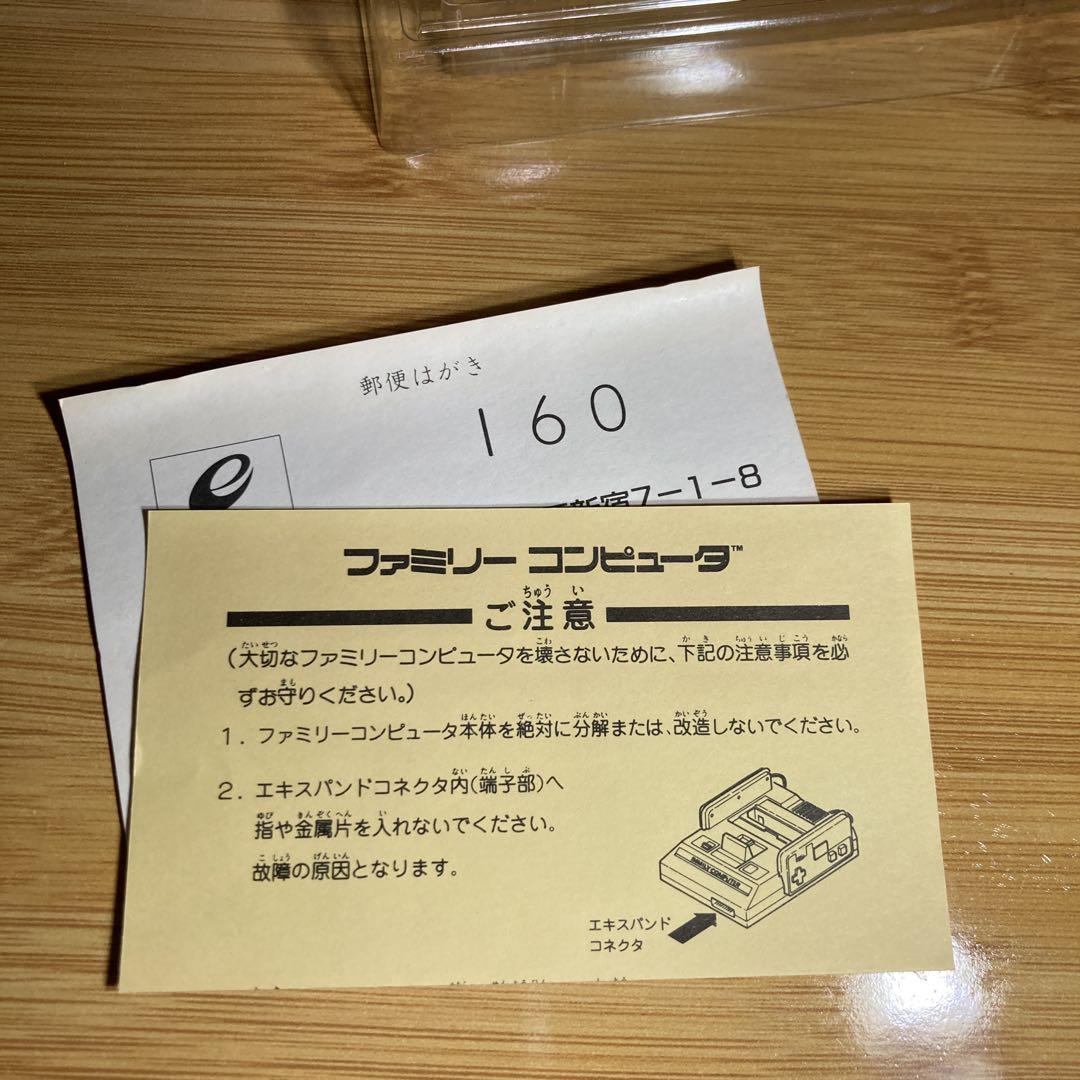 郵便はがき
160
新宿7-1-8
ファミリー コンピュータ™
ご注意
(大切なファミリーコンピュータを壊さないために、下記の注意事項を必
ずお守りください。)
1. ファミリーコンピュータ本体を絶対に分解または、改造しないでください。
2. エキスパンドコネクタ内(端子部)へ
指や金属片を入れないでください。
故障の原因となります。
FAMILY COMPUTER
エキスパンド
コネクタ